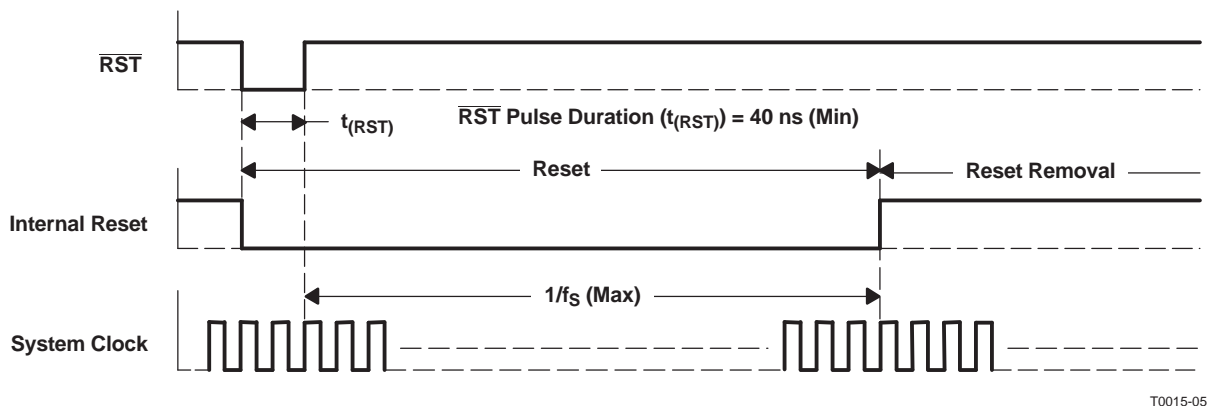 RST
t(RST)
RST Pulse Duration (t(RST)) = 40 ns (Min)
Reset
Reset Removal
Internal Reset
1/fS (Max)
System Clock
T0015-05